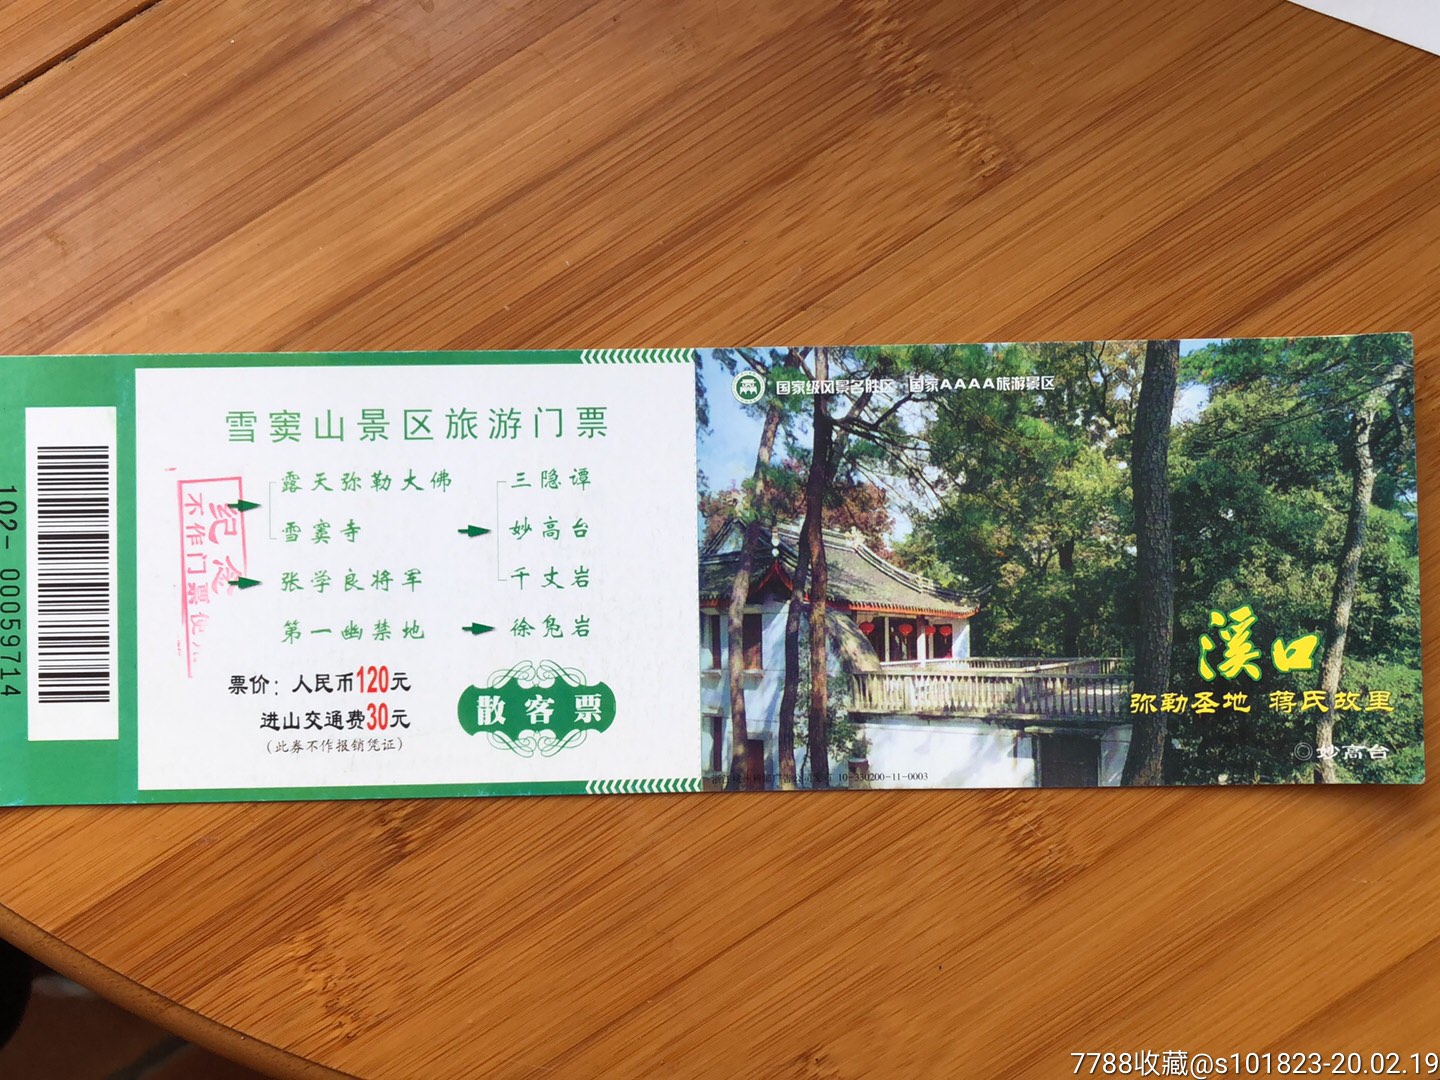 102- 00059714
雪窦山景区旅游门票
露天弥勒大佛
雪窦寺
张学良将军
第一幽禁地
三隐谭
妙高台
千丈岩
徐凫岩
纪念
不作门票使
票价：人民币120元
进山交通费30元
（此券不作报销凭证）
散客票
国家级风景名胜区 国家AAAA旅游景区
溪口
弥勒圣地 蒋氏故里
◎妙高台
10-330200-11-0003
7788收藏@s101823-20.02.19